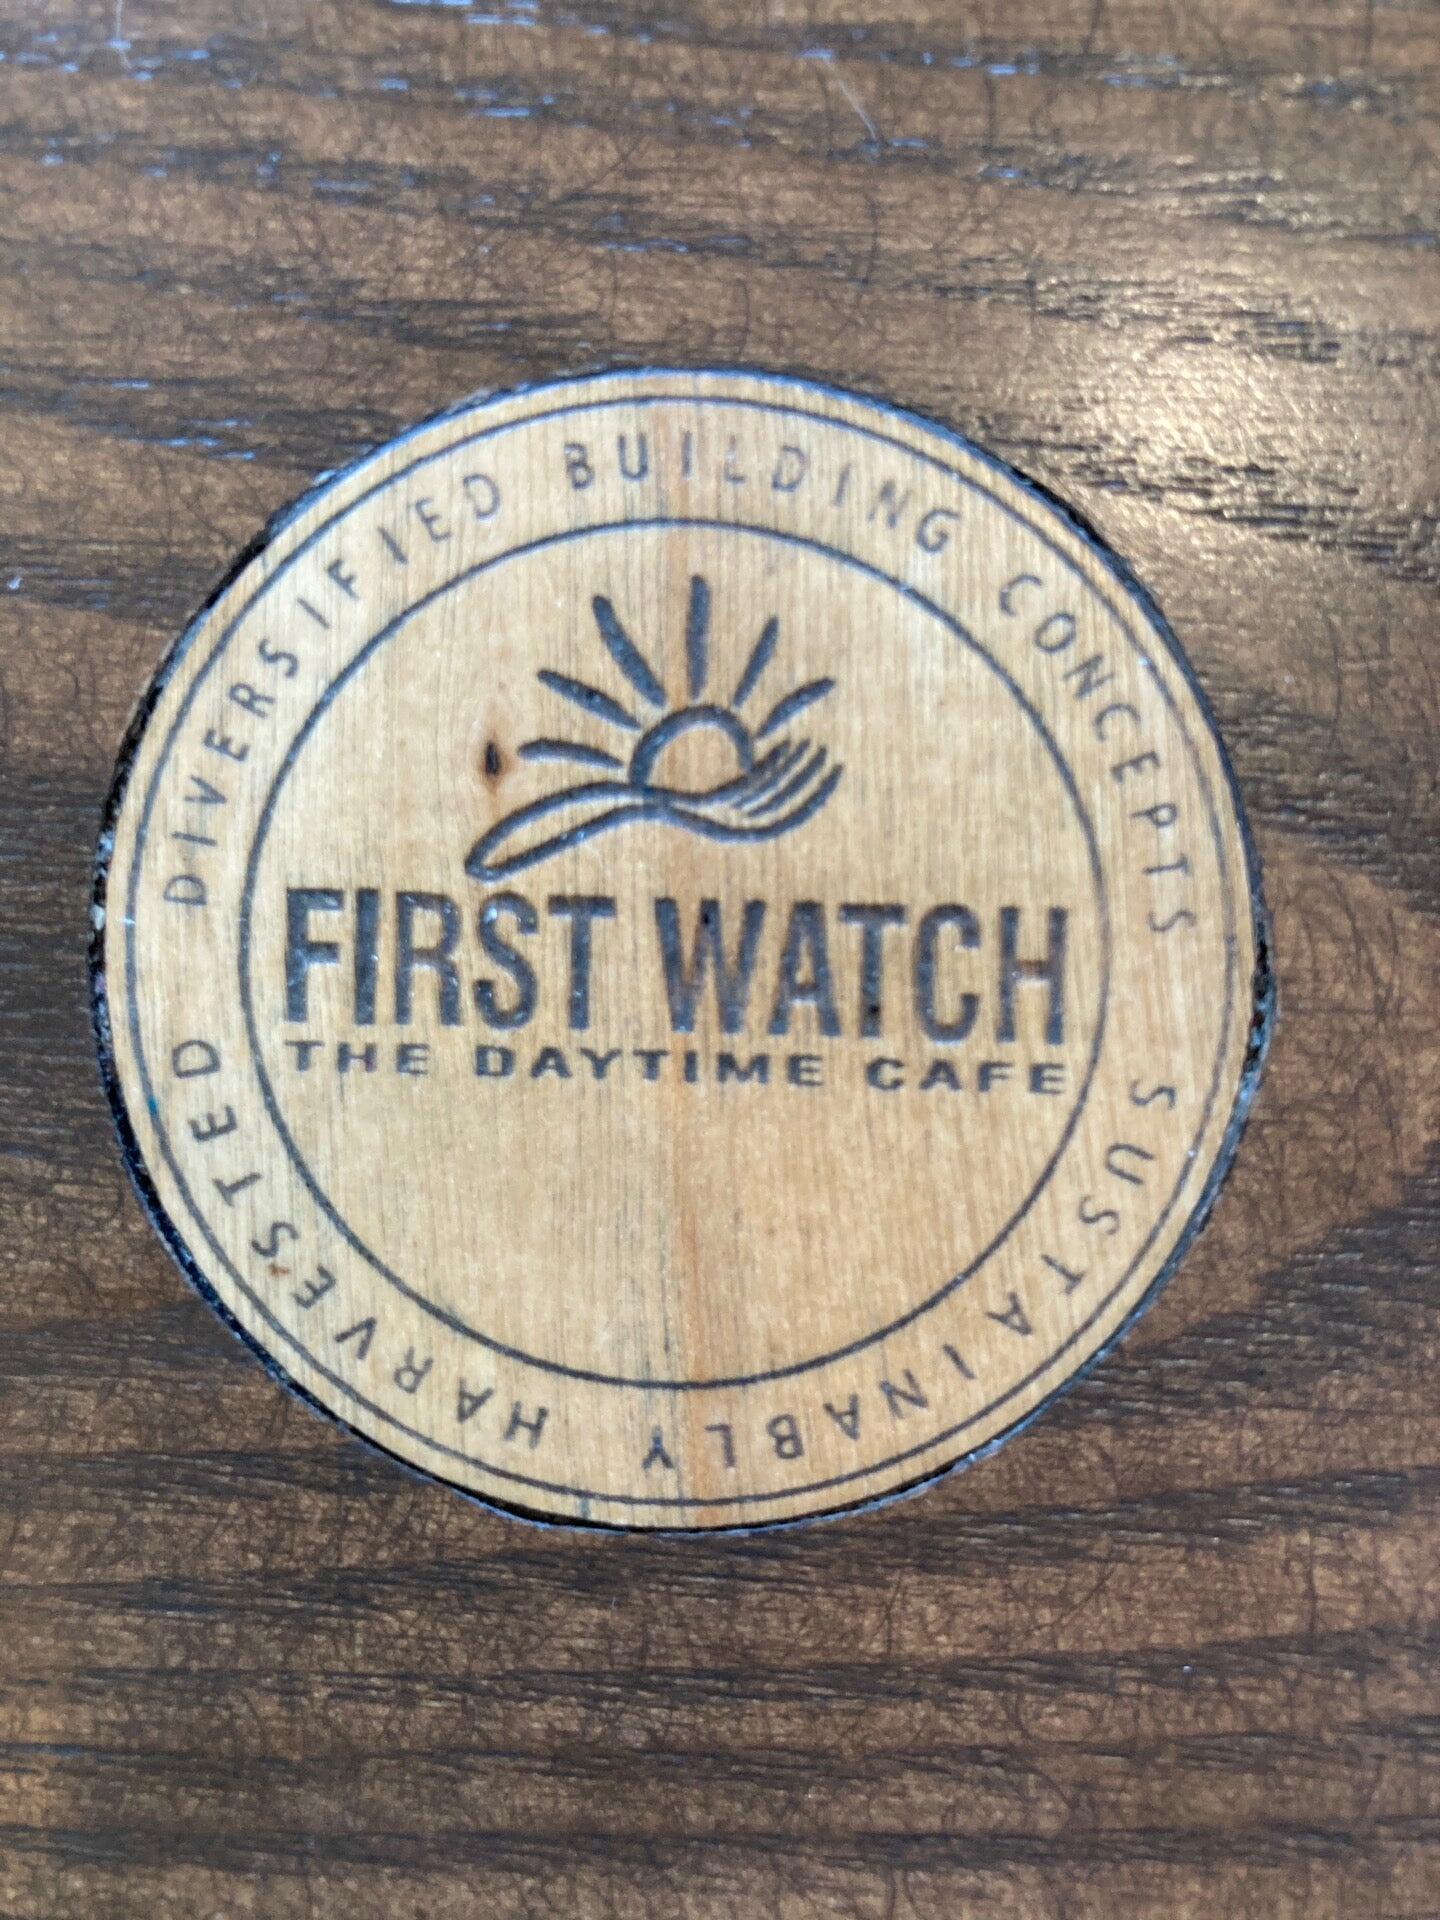 DIVERSIFIED BUILDING CONCEPTS
FIRST WATCH
THE DAYTIME CAFE
SUSTAINABLY HARVESTED